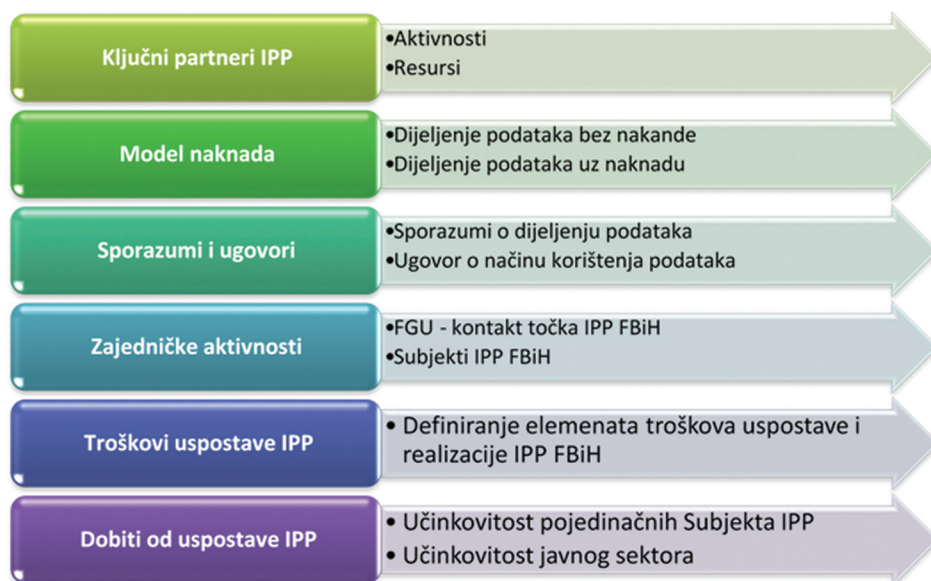 Ključni partneri IPP
•Aktivnosti
•Resursi
Model naknada
•Dijeljenje podataka bez nakande
•Dijeljenje podataka uz naknadu
Sporazumi i ugovori
•Sporazumi o dijeljenju podataka
•Ugovor o načinu korištenja podataka
Zajedničke aktivnosti
•FGU - kontakt točka IPP FBiH
•Subjekti IPP FBiH
Troškovi uspostave IPP
• Definiranje elemenata troškova uspostave i
realizacije IPP FBiH
Dobiti od uspostave IPP
• Učinkovitost pojedinačnih Subjekta IPP
• Učinkovitost javnog sektora